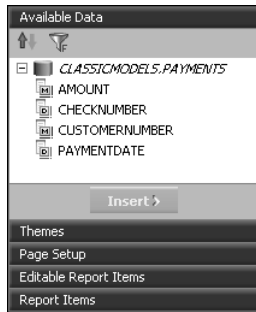 Available Data
CLASSICMODELS.PAYMENTS
AMOUNT
CHECKNUMBER
CUSTOMERNUMBER
PAYMENTDATE
Insert
Themes
Page Setup
Editable Report Items
Report Items